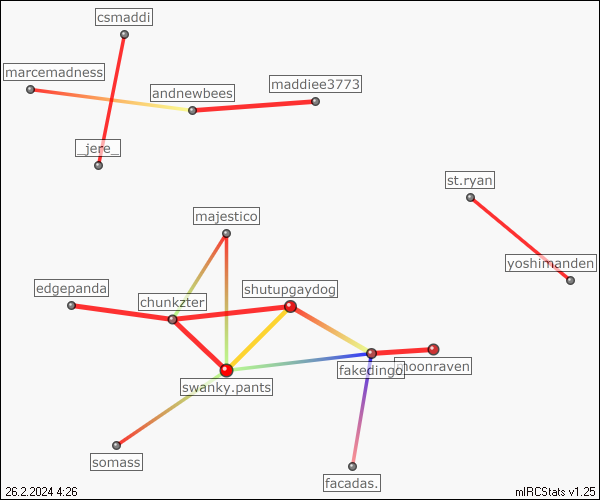 csmaddi
marcemadness
maddiee3773
andnewbees
_jere_
st.ryan
majestico
yoshimanden
edgepanda
shutupgaydog
chunkzter
fakedingo
moonraven
swanky.pants
somass
facadas.
26.2.2024 4:26
mIRCStats v1.25